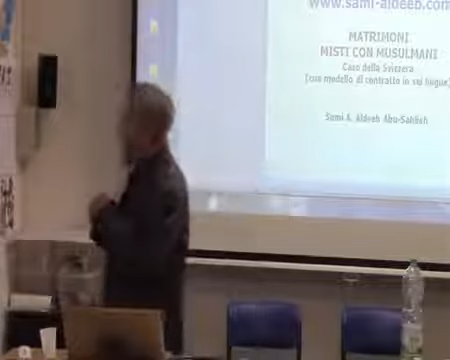 www.sami-aldeeb.com
MATRIMONI
MISTI CON MUSULMANI
Caso della Svizzera
(con modello di contratto in sei lingue)
Sami A. Aldeeb Abu-Sahlieh